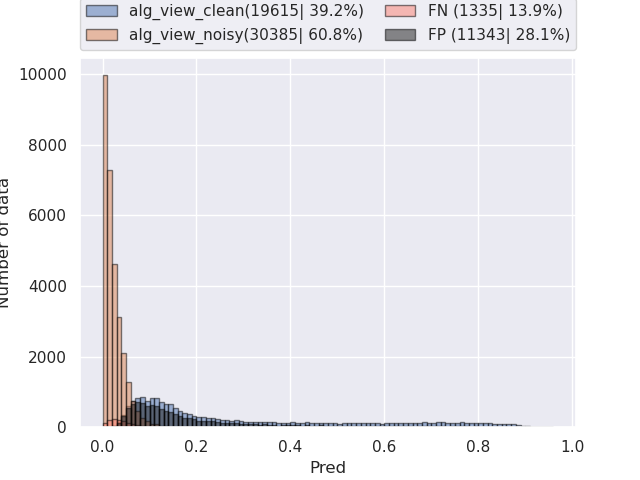 alg_view_clean(19615| 39.2%)
FN (1335| 13.9%)
alg_view_noisy(30385| 60.8%)
FP (11343| 28.1%)
10000
8000
6000
4000
2000
0
Number of data
0.0 0.2 0.4 0.6 0.8 1.0
Pred